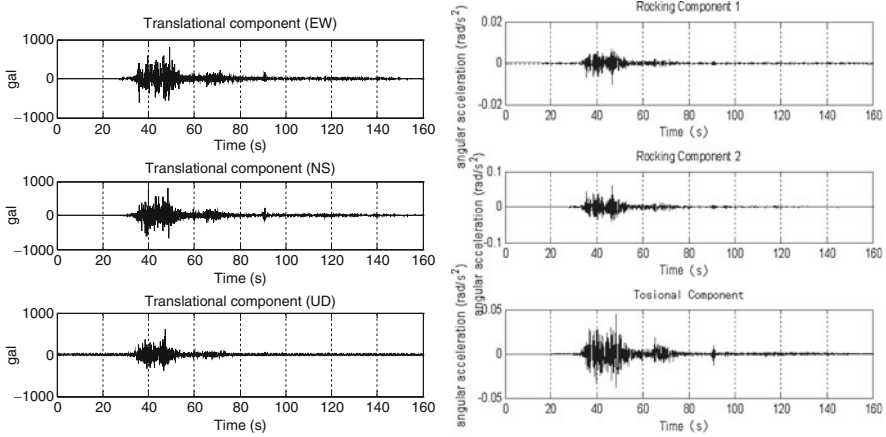 Translational component (EW)
1000
0
−1000
gal
0 20 40 60 80 100 120 140 160
Time (s)
Translational component (NS)
1000
0
−1000
gal
0 20 40 60 80 100 120 140 160
Time (s)
Translational component (UD)
1000
0
−1000
gal
0 20 40 60 80 100 120 140 160
Time (s)
Rocking Component 1
angular acceleration (rad/s²)
0.02
0
-0.02
0 20 40 60 80 100 120 140 160
Time (s)
Rocking Component 2
angular acceleration (rad/s²)
0.1
0
-0.1
0 20 40 60 80 100 120 140 160
Time (s)
Tosional Component
angular acceleration (rad/s²)
0.05
0
-0.05
0 20 40 60 80 100 120 140 160
Time (s)